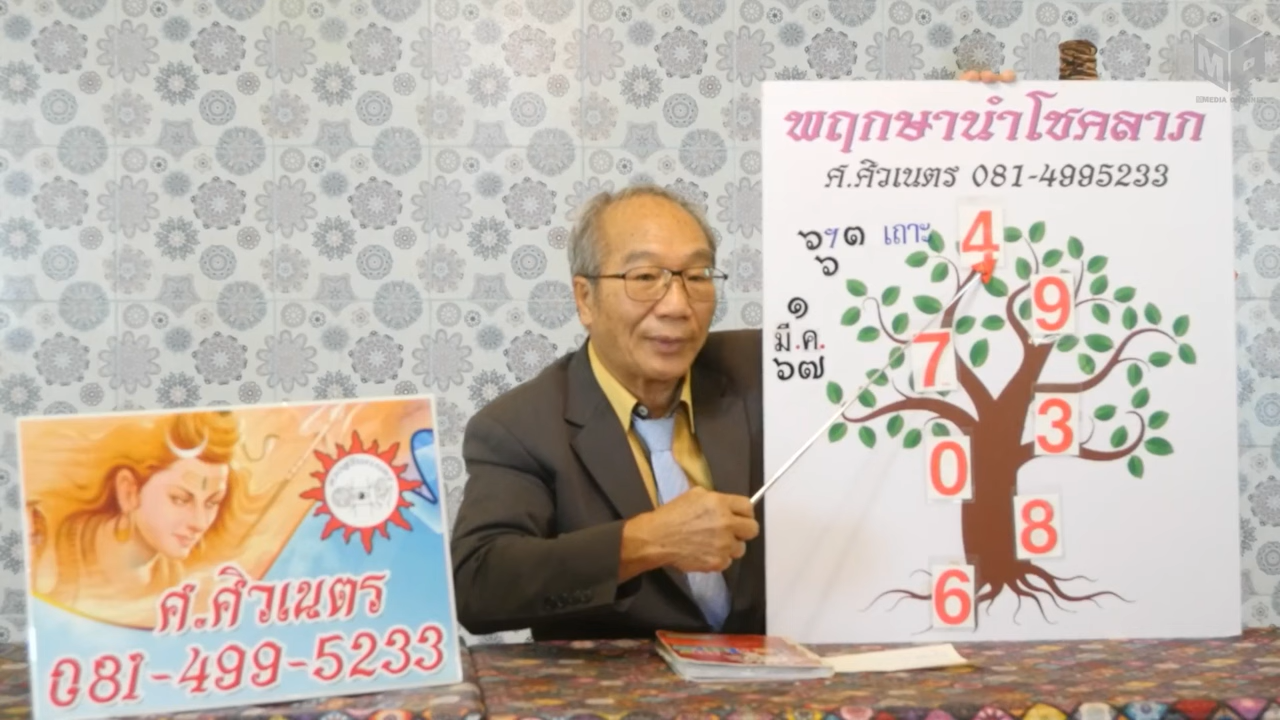 พฤกษานำโชคลาภ
ศ.ศิวเนตร 081-4995233
๖ฯ๓ เถาะ
๖
๑
มี.ค.
๖๗
4
9
7
3
0
8
6
ศ.ศิวเนตร
081-499-5233